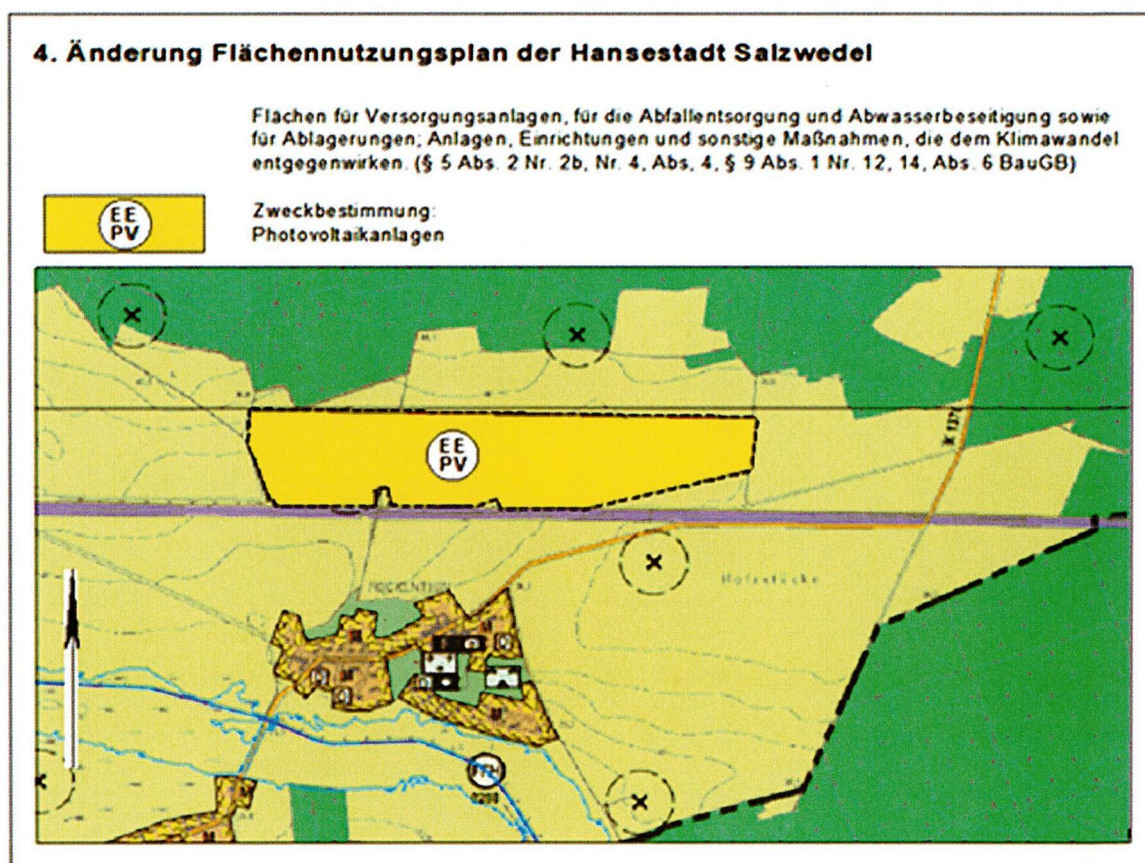 4. Änderung Flächennutzungsplan der Hansestadt Salzwedel
Flächen für Versorgungsanlagen, für die Abfallentsorgung und Abwasserbeseitigung sowie
für Ablagerungen; Anlagen, Einrichtungen und sonstige Maßnahmen, die dem Klimawandel
entgegenwirken. (§ 5 Abs. 2 Nr. 2b, Nr. 4, Abs, 4, § 9 Abs. 1 Nr. 12, 14, Abs. 6 BauGB)
EE
PV
Zweckbestimmung:
Photovoltaikanlagen
EE
PV